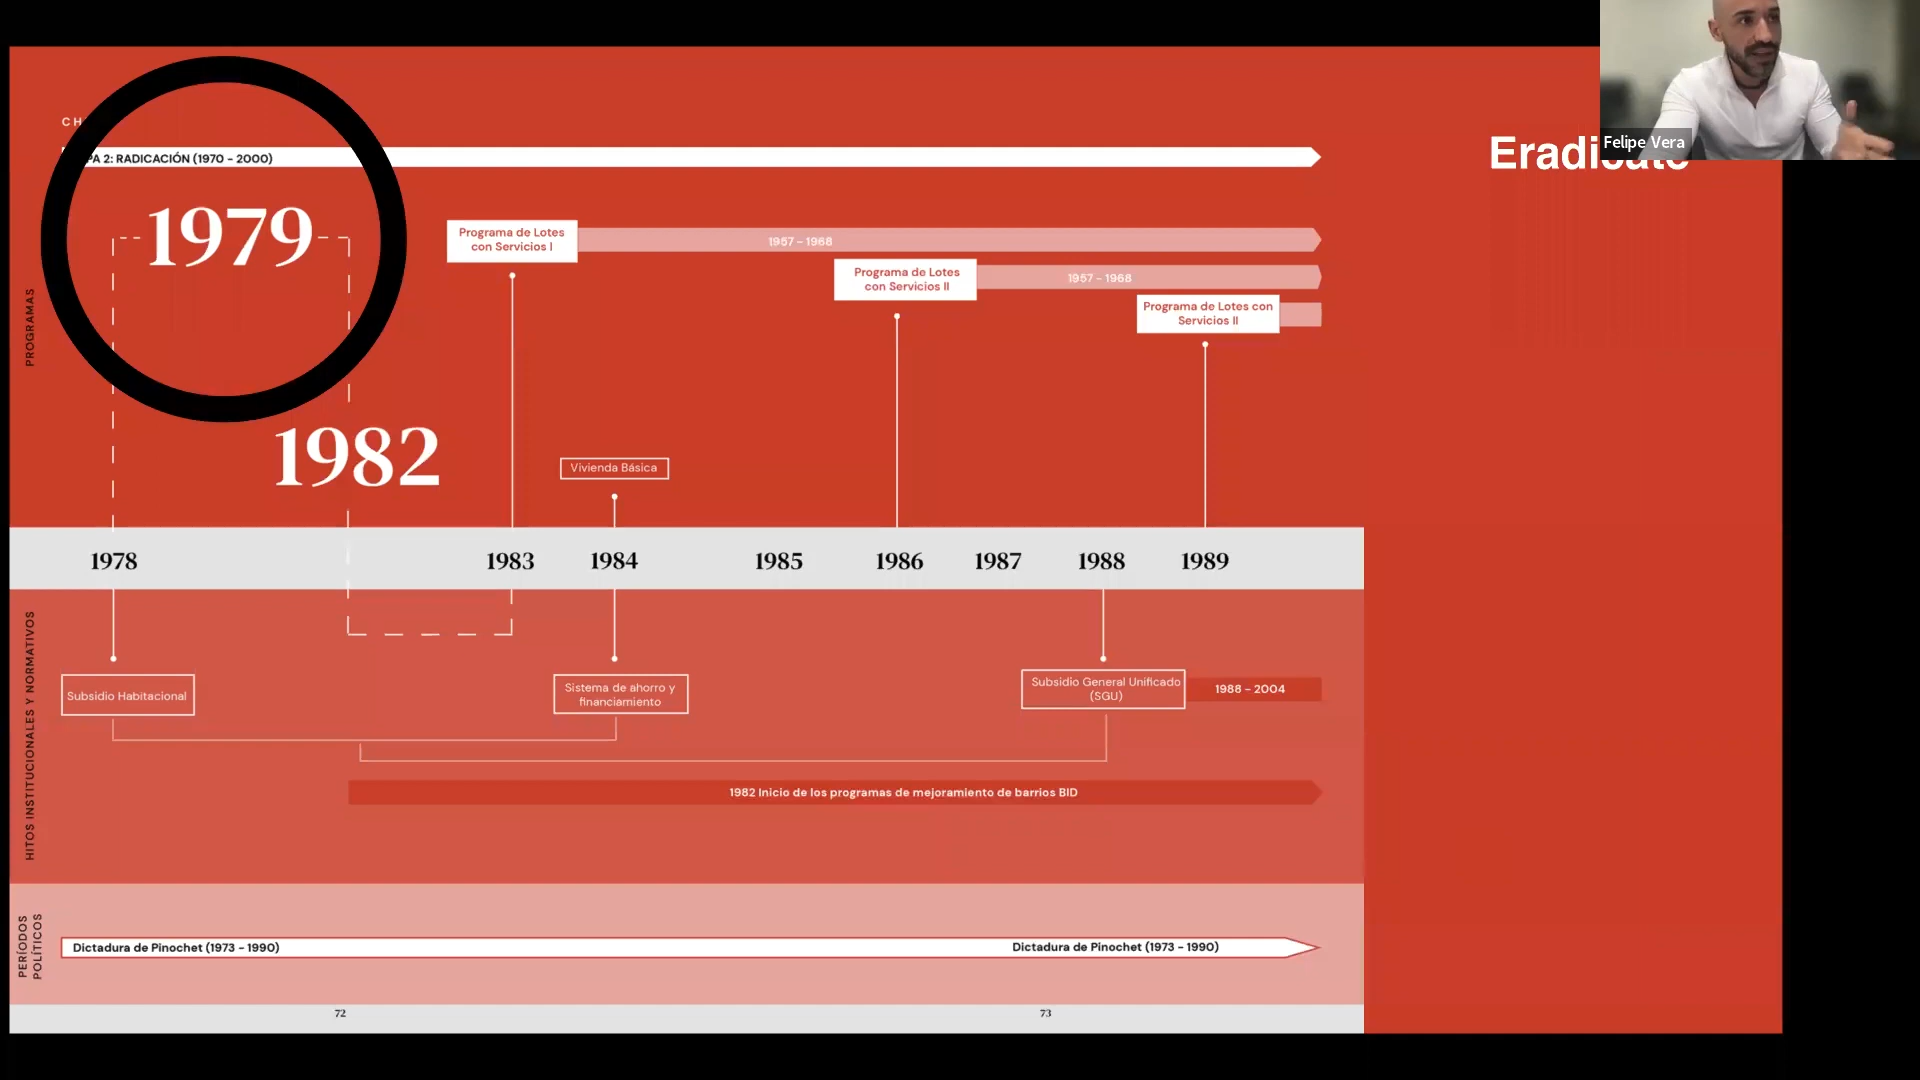 Felipe Vera
CH
PA 2: RADICACIÓN (1970 - 2000)
1979
1982
PROGRAMAS
Programa de Lotes
con Servicios I
1967 - 1968
Programa de Lotes
con Servicios II
1967 - 1968
Programa de Lotes con
Servicios II
Vivienda Básica
1978
1983
1984
1985
1986
1987
1988
1989
HITOS INSTITUCIONALES Y NORMATIVOS
Subsidio Habitacional
Sistema de ahorro y
financiamiento
Subsidio General Unificado
(SGU)
1988 - 2004
1982 Inicio de los programas de mejoramiento de barrios BID
PERÍODOS
POLÍTICOS
Dictadura de Pinochet (1973 - 1990)
Dictadura de Pinochet (1973 - 1990)
72
73